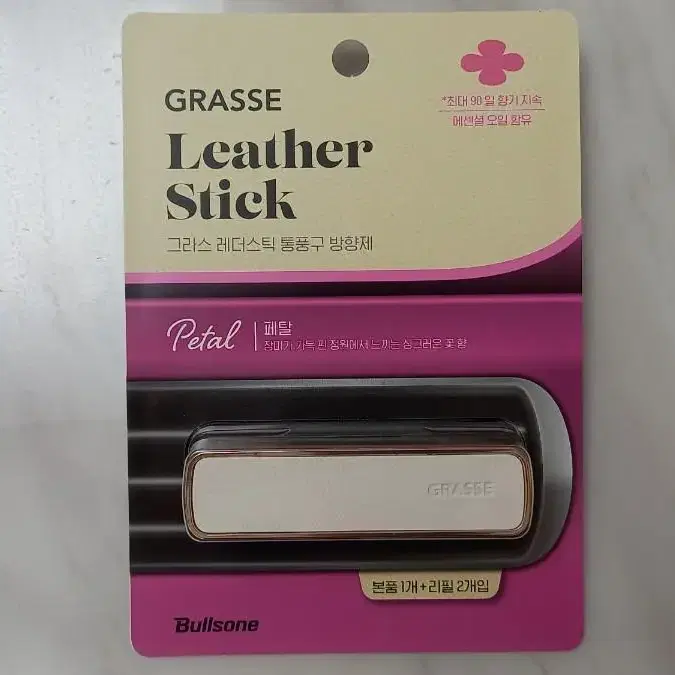 GRASSE
Leather
Stick
그라스 레더스틱 통풍구 방향제
*최대 90일 향기 지속
에센셜 오일 함유
Petal
페탈
장미가 가득 핀 정원에서 느끼는 싱그러운 꽃 향
GRASSE
본품 1개+리필 2개입
Bullsone